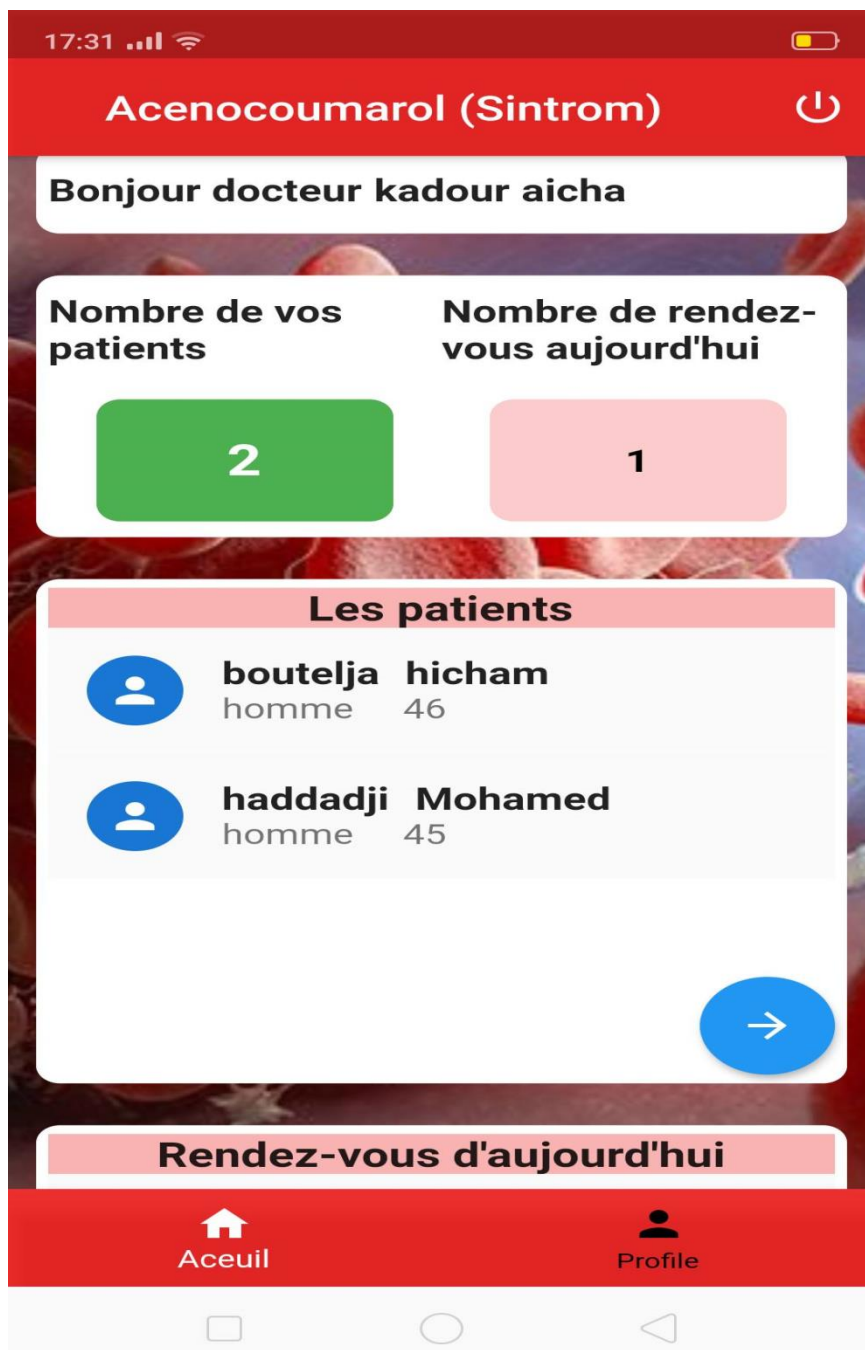 17:31
Acenocoumarol (Sintrom)
Bonjour docteur kadour aicha
Nombre de vos
patients
Nombre de rendez-
vous aujourd'hui
2
1
Les patients
boutelja hicham
homme 46
haddadji Mohamed
homme 45
Rendez-vous d'aujourd'hui
Aceuil
Profile